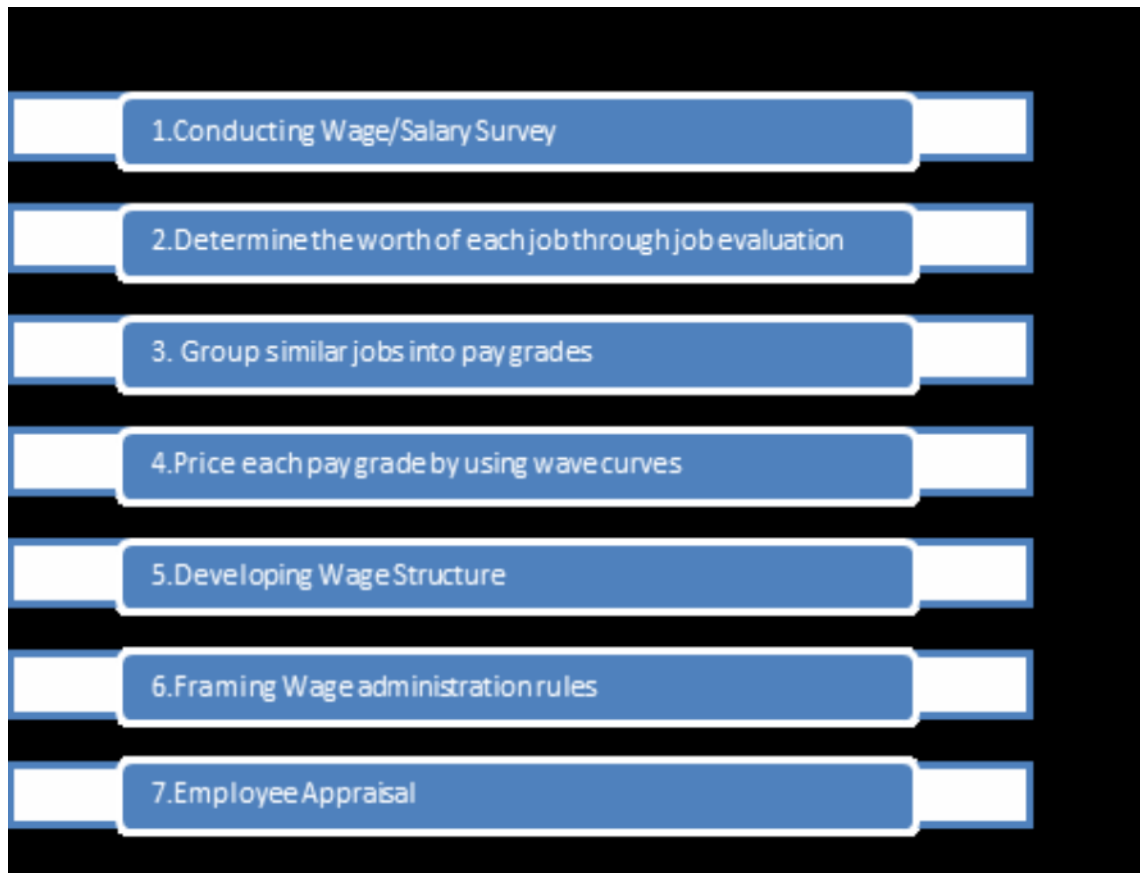 1.Conducting Wage/Salary Survey
2.Determine the worth of each job through job evaluation
3. Group similar jobs into pay grades
4.Price each pay grade by using wave curves
5.Developing Wage Structure
6.Framing Wage administration rules
7.Employee Appraisal